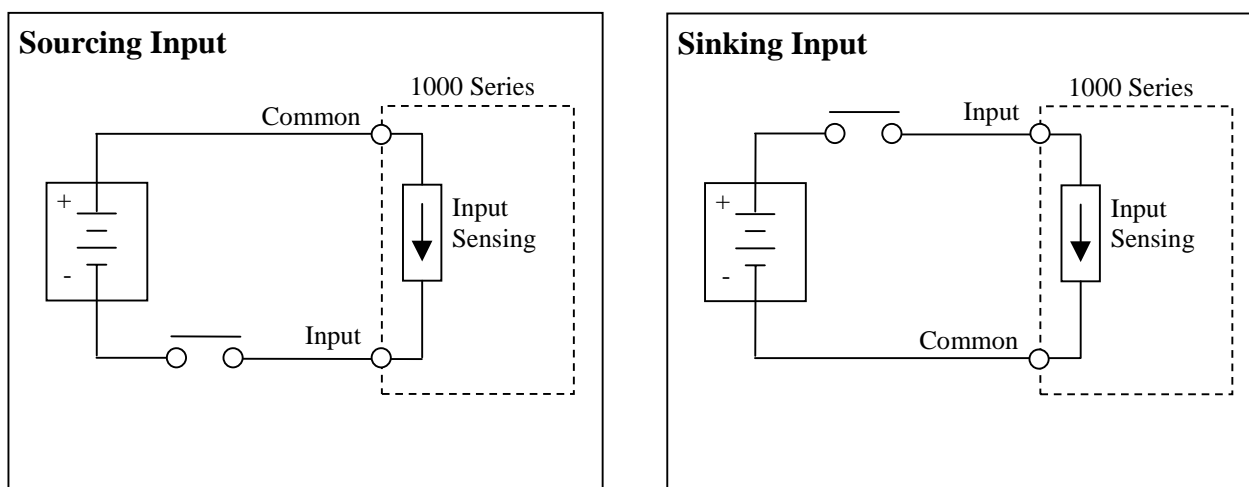 Sourcing Input
1000 Series
Common
+
-
Input
Sensing
Input
Sinking Input
1000 Series
Input
+
-
Input
Sensing
Common